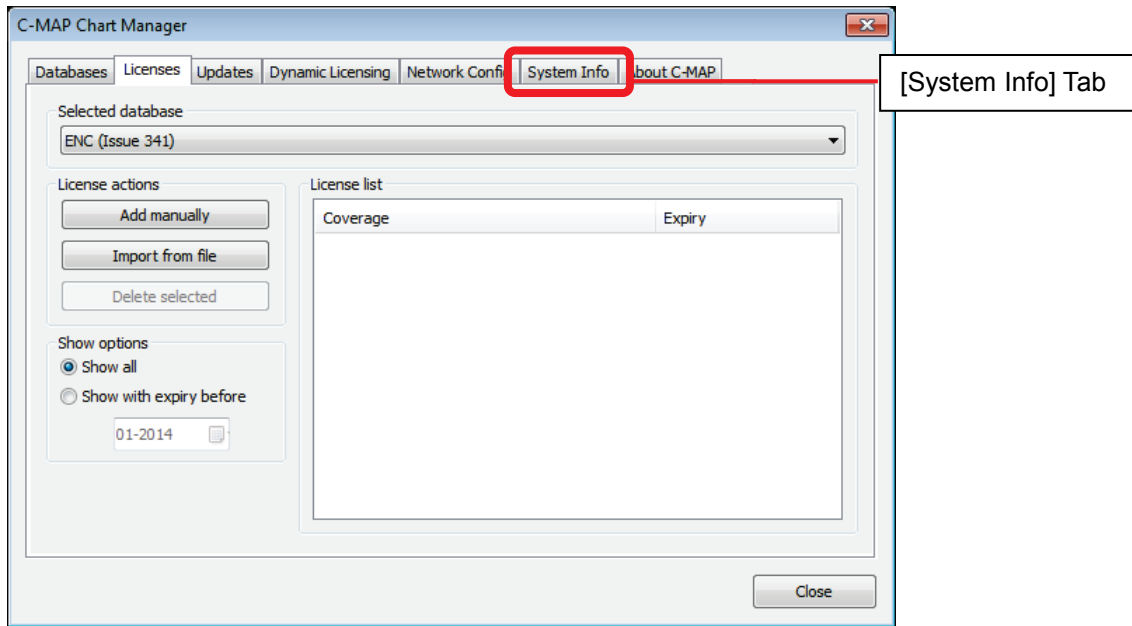 C-MAP Chart Manager
Databases Licenses Updates Dynamic Licensing Network Config System Info About C-MAP
[System Info] Tab
Selected database
ENC (Issue 341)
License actions
Add manually
Import from file
Delete selected
License list
Coverage Expiry
Show options
Show all
Show with expiry before
01-2014
Close